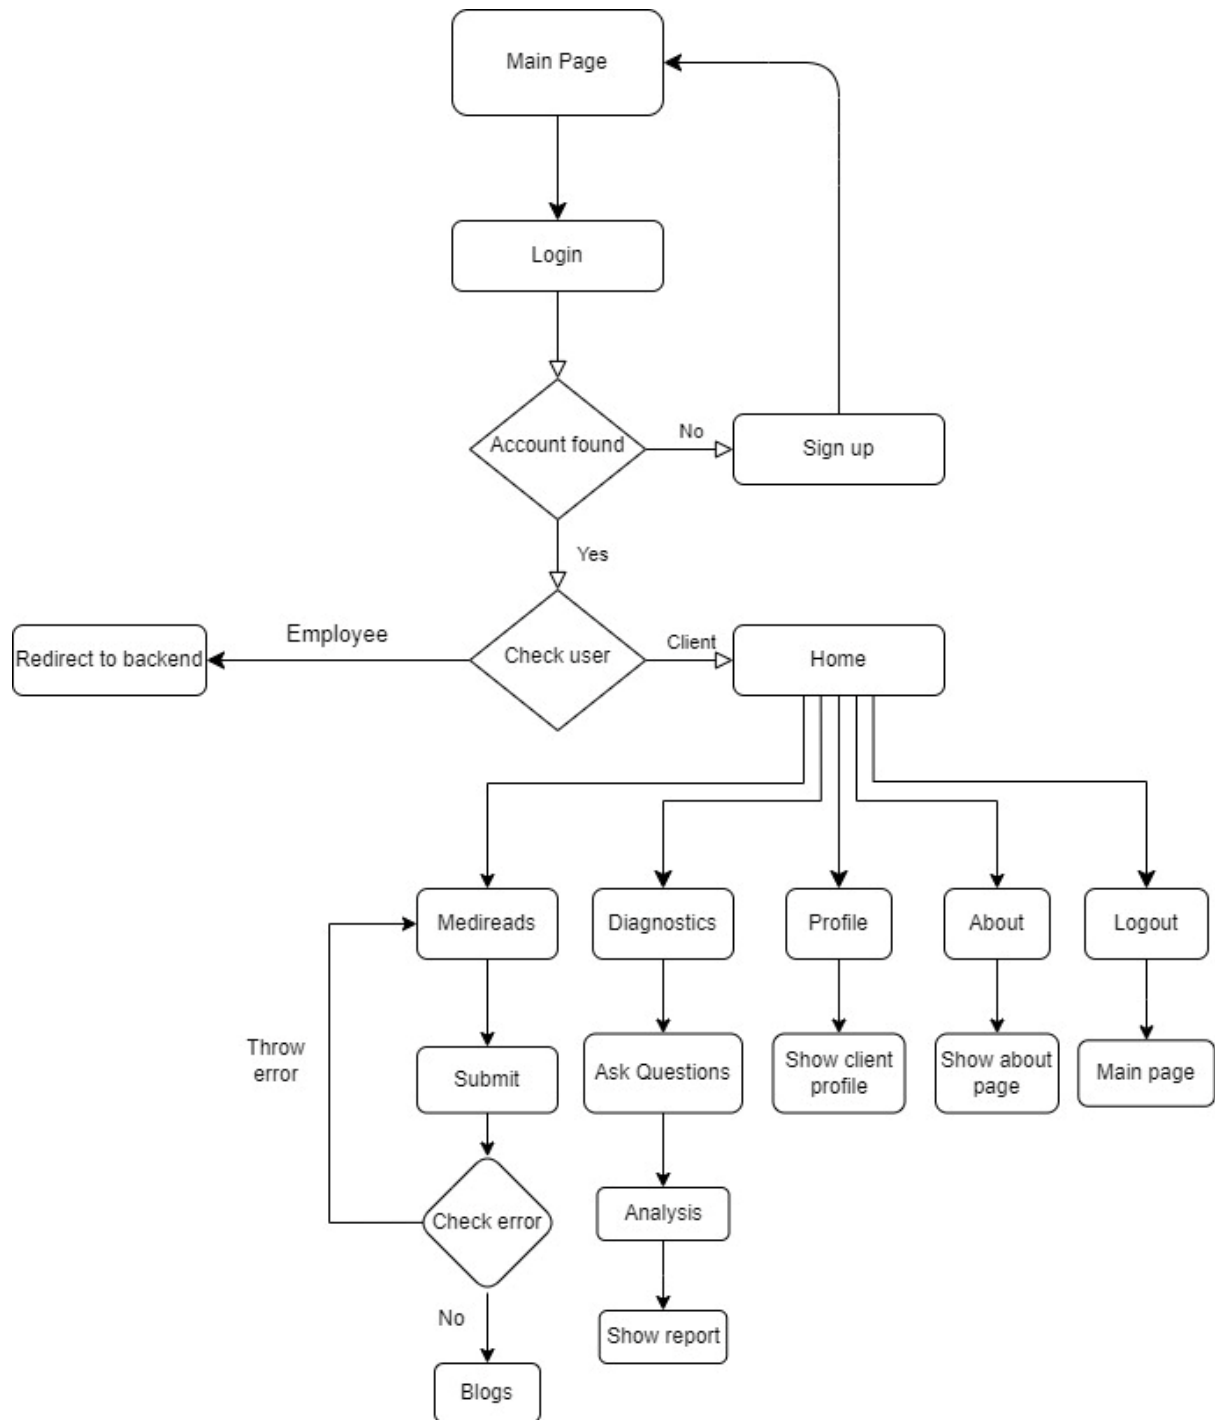 Main Page
Login
Account found
No
Sign up
Yes
Employee
Redirect to backend
Check user
Client
Home
Medireads
Diagnostics
Profile
About
Logout
Throw
error
Submit
Ask Questions
Show client
profile
Show about
page
Main page
Check error
Analysis
No
Show report
Blogs